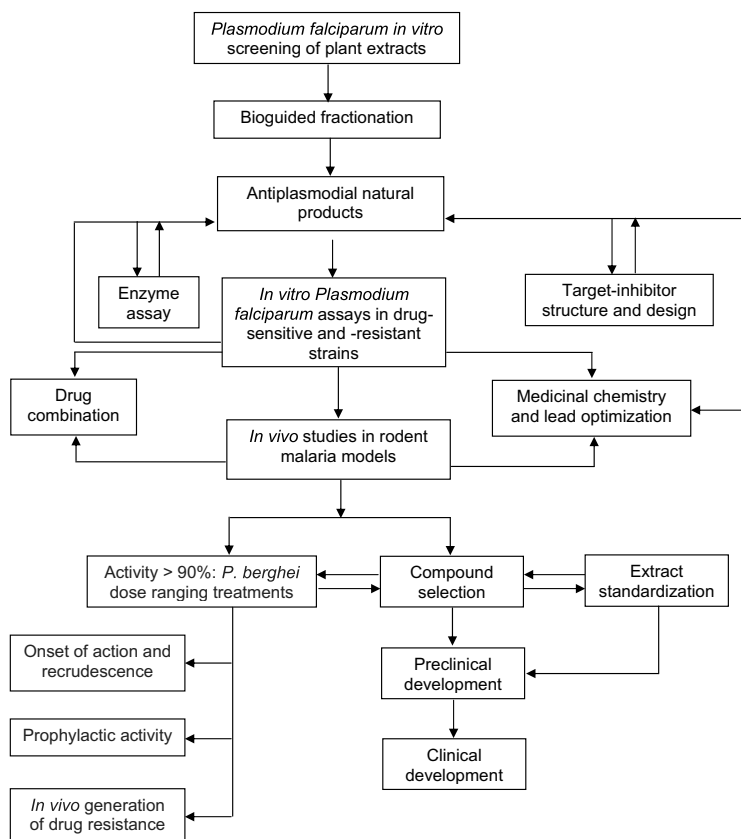 Plasmodium falciparum in vitro
screening of plant extracts
Bioguided fractionation
Antiplasmodial natural
products
Enzyme
assay
In vitro Plasmodium
falciparum assays in drug-
sensitive and -resistant
strains
Target-inhibitor
structure and design
Drug
combination
Medicinal chemistry
and lead optimization
In vivo studies in rodent
malaria models
Activity > 90%: P. berghei
dose ranging treatments
Compound
selection
Extract
standardization
Onset of action and
recrudescence
Preclinical
development
Prophylactic activity
Clinical
development
In vivo generation
of drug resistance